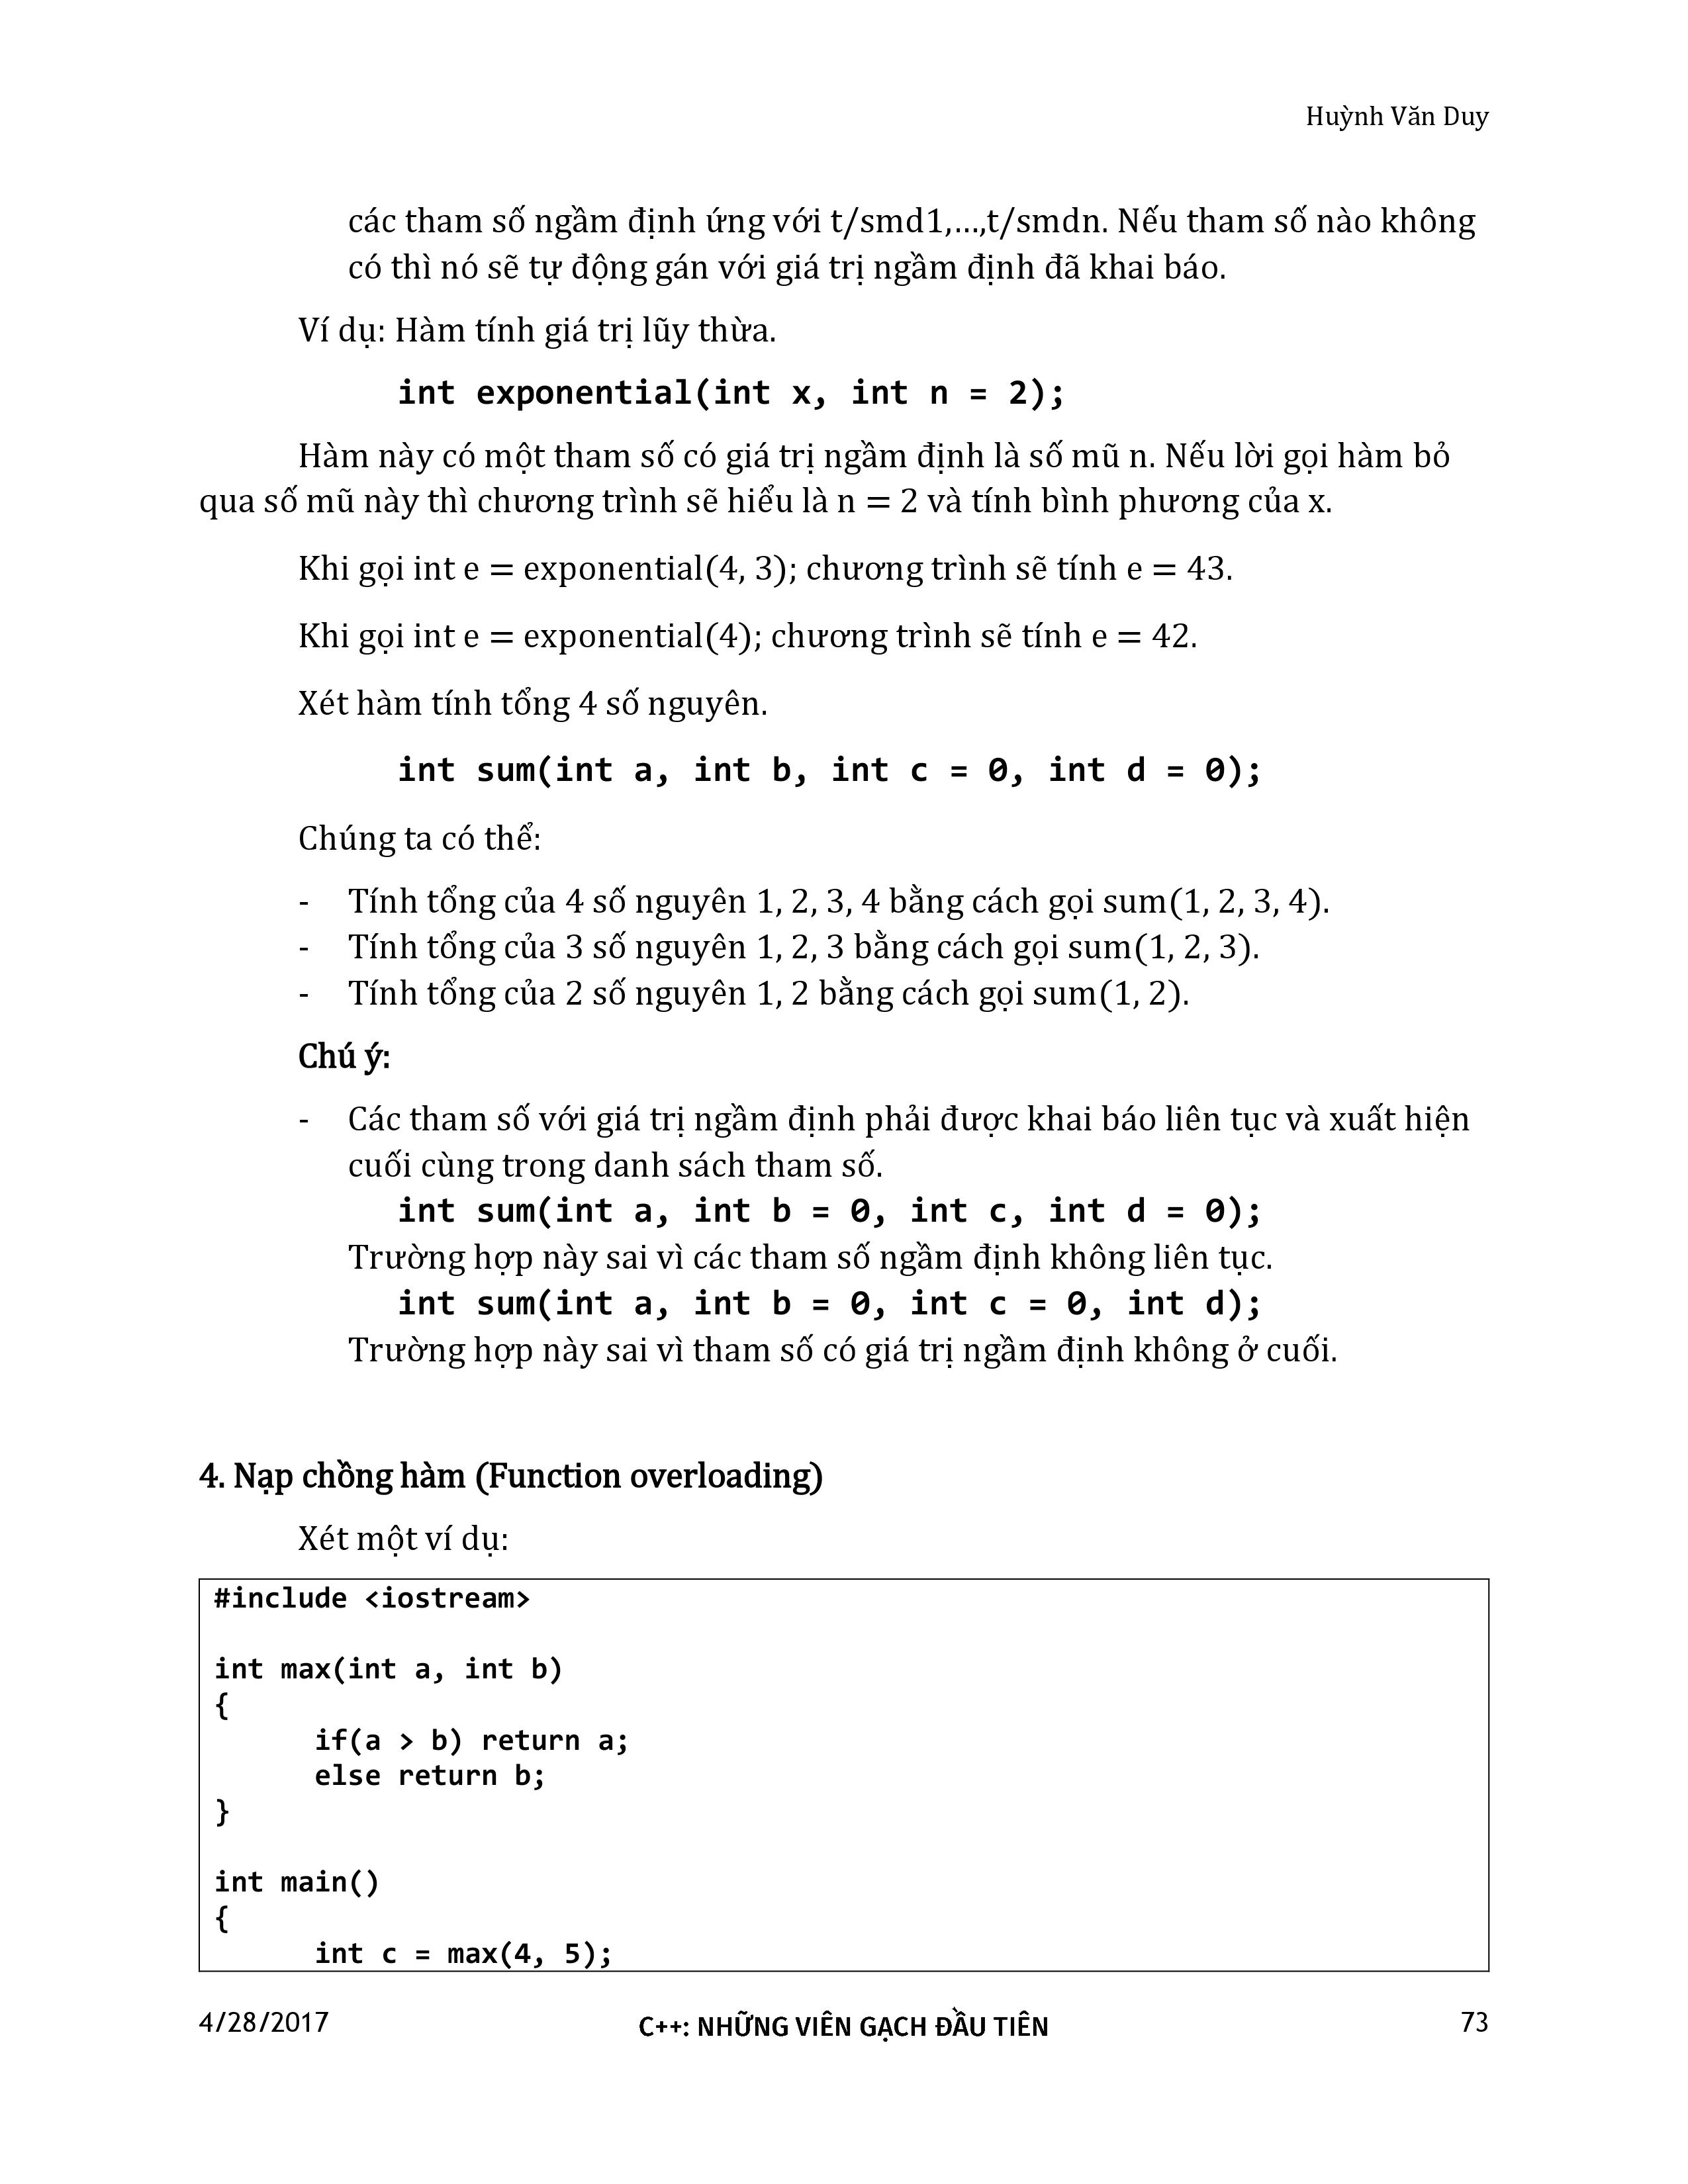 Huỳnh Văn Duy
các tham số ngầm định ứng với t/smd1,…,t/smdn. Nếu tham số nào không
có thì nó sẽ tự động gán với giá trị ngầm định đã khai báo.
Ví dụ: Hàm tính giá trị lũy thừa.
int exponential(int x, int n = 2);
Hàm này có một tham số có giá trị ngầm định là số mũ n. Nếu lời gọi hàm bỏ
qua số mũ này thì chương trình sẽ hiểu là n = 2 và tính bình phương của x.
Khi gọi int e = exponential(4, 3); chương trình sẽ tính e = 43.
Khi gọi int e = exponential(4); chương trình sẽ tính e = 42.
Xét hàm tính tổng 4 số nguyên.
int sum(int a, int b, int c = 0, int d = 0);
Chúng ta có thể:
- Tính tổng của 4 số nguyên 1, 2, 3, 4 bằng cách gọi sum(1, 2, 3, 4).
- Tính tổng của 3 số nguyên 1, 2, 3 bằng cách gọi sum(1, 2, 3).
- Tính tổng của 2 số nguyên 1, 2 bằng cách gọi sum(1, 2).
Chú ý:
- Các tham số với giá trị ngầm định phải được khai báo liên tục và xuất hiện
cuối cùng trong danh sách tham số.
int sum(int a, int b = 0, int c, int d = 0);
Trường hợp này sai vì các tham số ngầm định không liên tục.
int sum(int a, int b = 0, int c = 0, int d);
Trường hợp này sai vì tham số có giá trị ngầm định không ở cuối.
4. Nạp chồng hàm (Function overloading)
Xét một ví dụ:
#include <iostream>
int max(int a, int b)
{
if(a > b) return a;
else return b;
}
int main()
{
int c = max(4, 5);
4/28/2017 C++: NHỮNG VIÊN GẠCH ĐẦU TIÊN 73